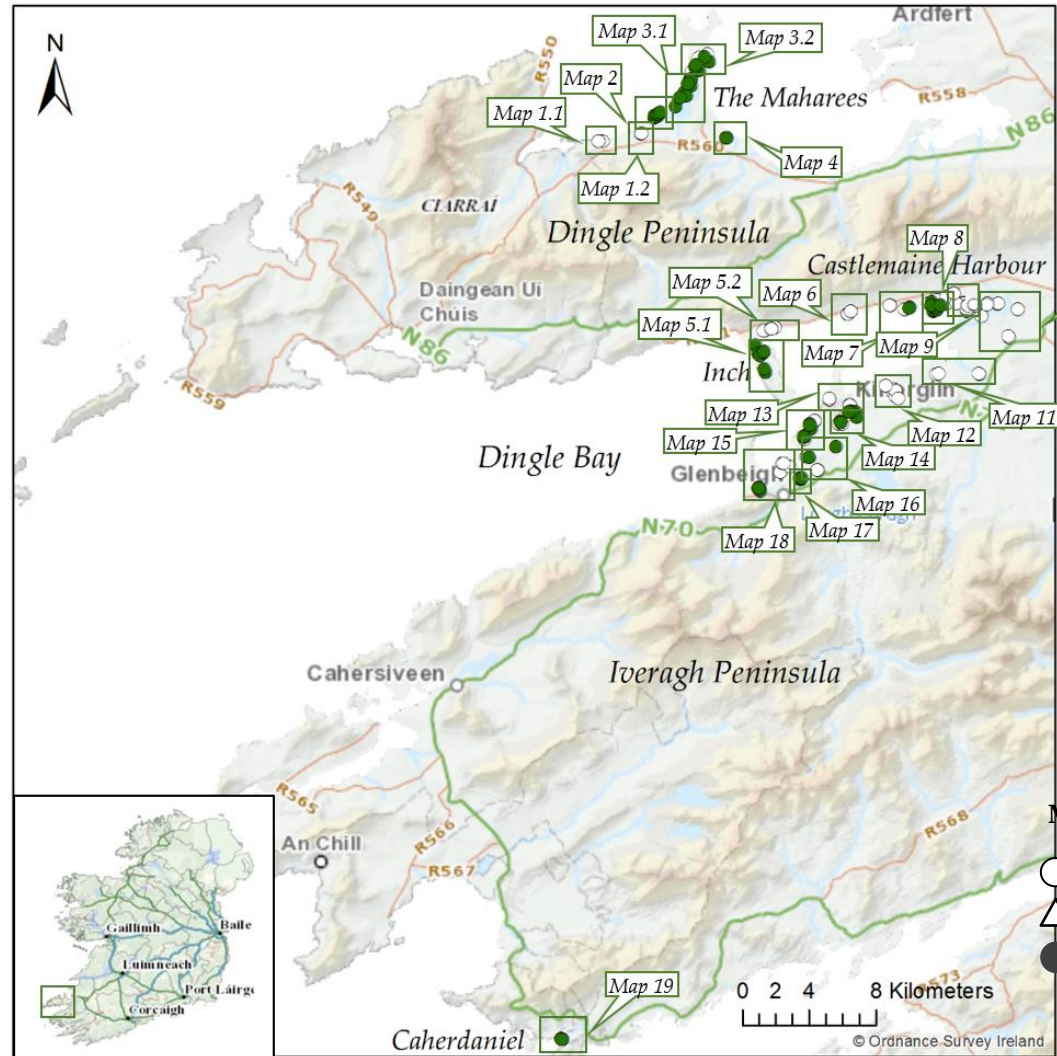 Ardfert
N
R550
Map 3.1
Map 3.2
Map 2
The Maharees
R558
Map 1.1
N86
R560
Map 4
Map 1.2
R549
CIARRAÍ
Dingle Peninsula
Map 8
Castlemaine Harbour
Map 5.2
Map 6
Daingean Uí
Chúis
Map 5.1
N86
Map 7
Map 9
Inch
R559
Map 11
Map 13
Map 12
Map 15
Dingle Bay
Map 14
Glenbeigh
Map 16
N70
Map 17
Map 18
Cahersiveen
Iveragh Peninsula
R565
R566
R568
An Chill
R567
Gaillimh
Baile
Luimneach
Port Láirge
Corcaigh
R573
Map 19
0 2 4 8 Kilometers
Caherdaniel
© Ordnance Survey Ireland